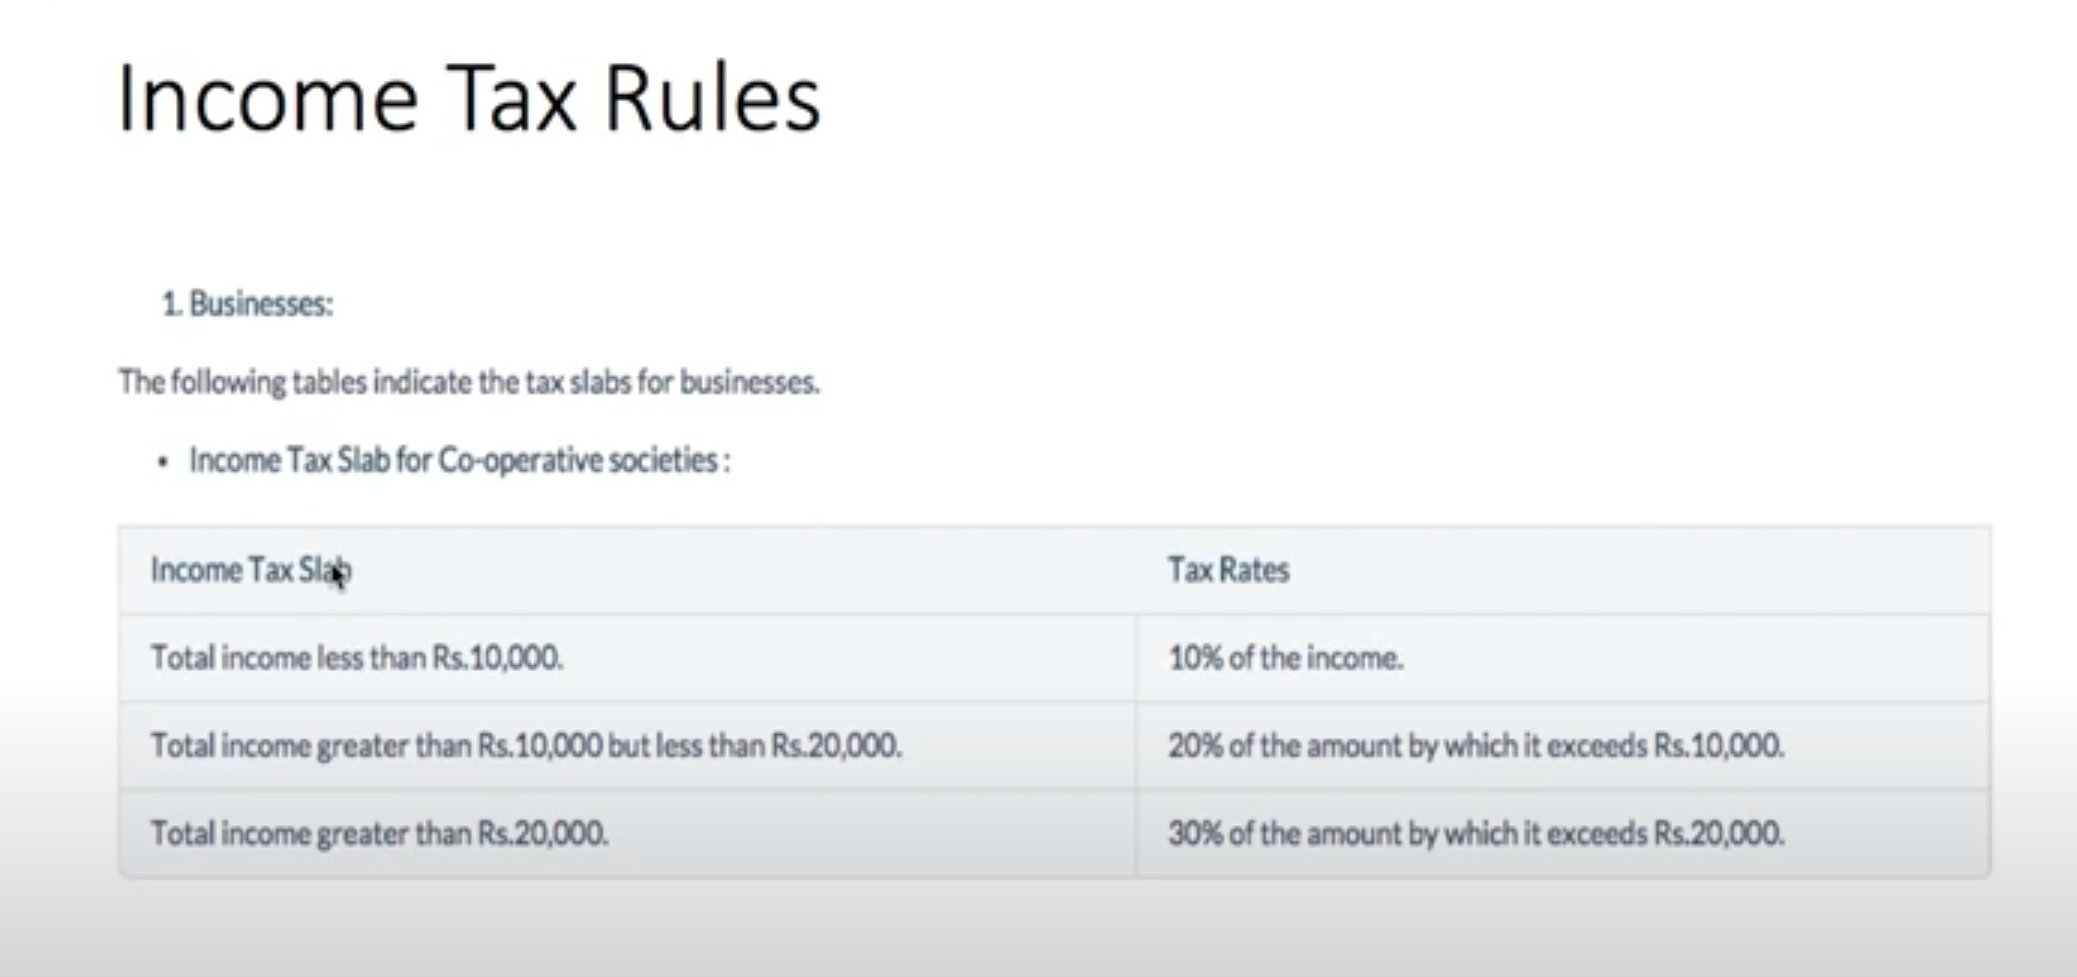 Income Tax Rules
1. Businesses:
The following tables indicate the tax slabs for businesses.
• Income Tax Slab for Co-operative societies :
Income Tax Slab Tax Rates
Total income less than Rs.10,000. 10% of the income.
Total income greater than Rs.10,000 but less than Rs.20,000. 20% of the amount by which it exceeds Rs.10,000.
Total income greater than Rs.20,000. 30% of the amount by which it exceeds Rs.20,000.